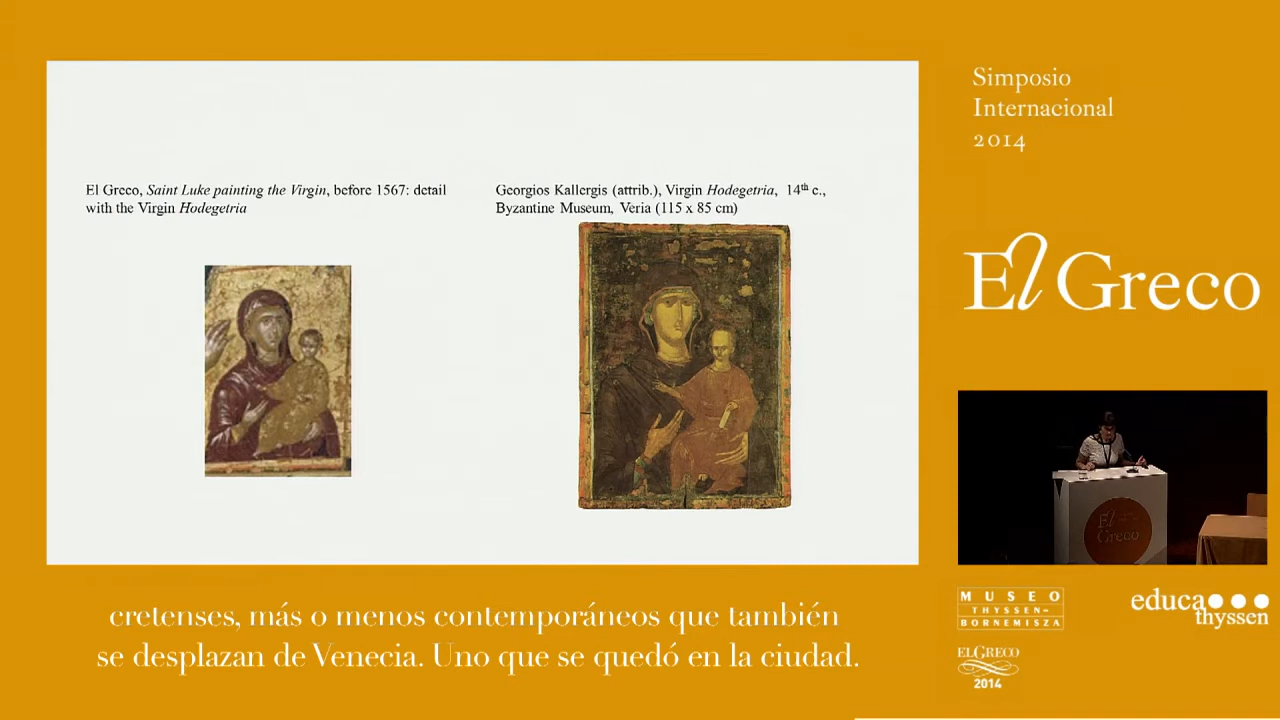 El Greco, Saint Luke painting the Virgin, before 1567: detail
with the Virgin Hodegetria
Georgios Kallergis (attrib.), Virgin Hodegetria, 14th c.,
Byzantine Museum, Veria (115 x 85 cm)
Simposio
Internacional
2014
El Greco
El
Greco
MUSEO
THYSSEN-
BORNEMISZA
educa
thyssen
EL GRECO
2014
cretenses, más o menos contemporáneos que también
se desplazan de Venecia. Uno que se quedó en la ciudad.